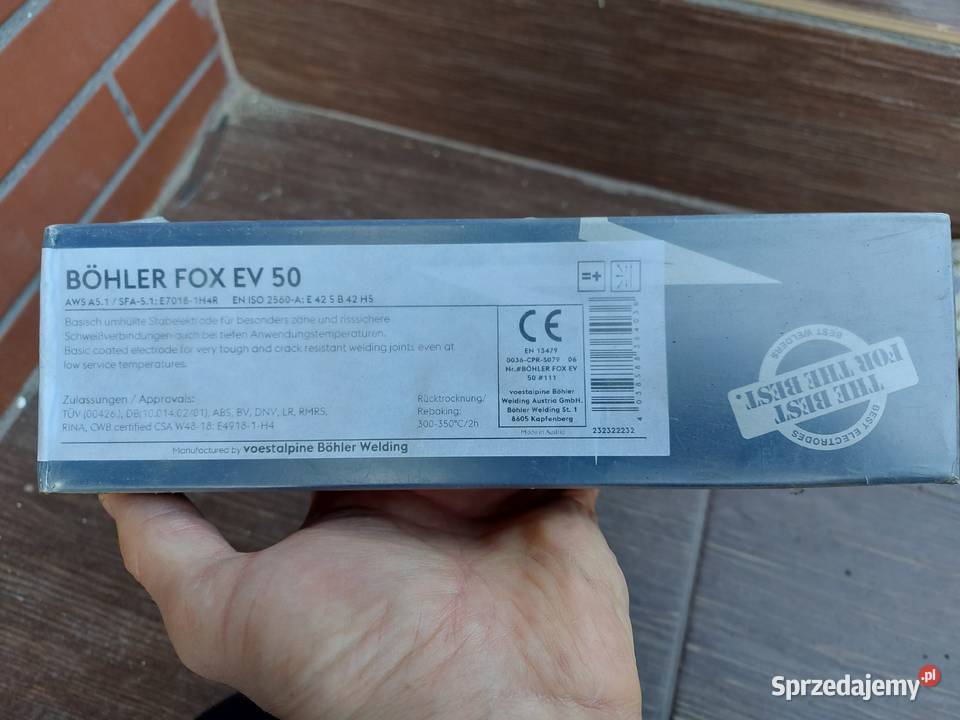 BÖHLER FOX EV 50
AWS A5.1 / SFA-5.1: E7018-1H4R EN ISO 2560-A: E 42 5 B 42 H5
Basisch umhüllte Stabelektrode für besonders zähe und risssichere
Schweißverbindungen auch bei tiefen Anwendungstemperaturen.
Basic coated electrode for very tough and crack resistant welding joints even at
low service temperatures.
Zulassungen / Approvals:
TÜV (00426.), DB(10.014.02/01), ABS, BV, DNV, LR, RMRS,
RINA, CWB certified CSA W48-18: E4918-1-H4
Rücktrocknung/
Rebaking:
300-350°C/2h
Manufactured by voestalpine Böhler Welding
=+
CE
EN 13479
0036-CPR-S079 06
Nr.#BÖHLER FOX EV
50 #111
voestalpine Böhler
Welding Austria GmbH.
Böhler Welding St. 1
8605 Kapfenberg
Made in Austria
232322232
BEST WELDERS
THE BEST
FOR THE BEST.
BEST ELECTRODES
Sprzedajemy.pl